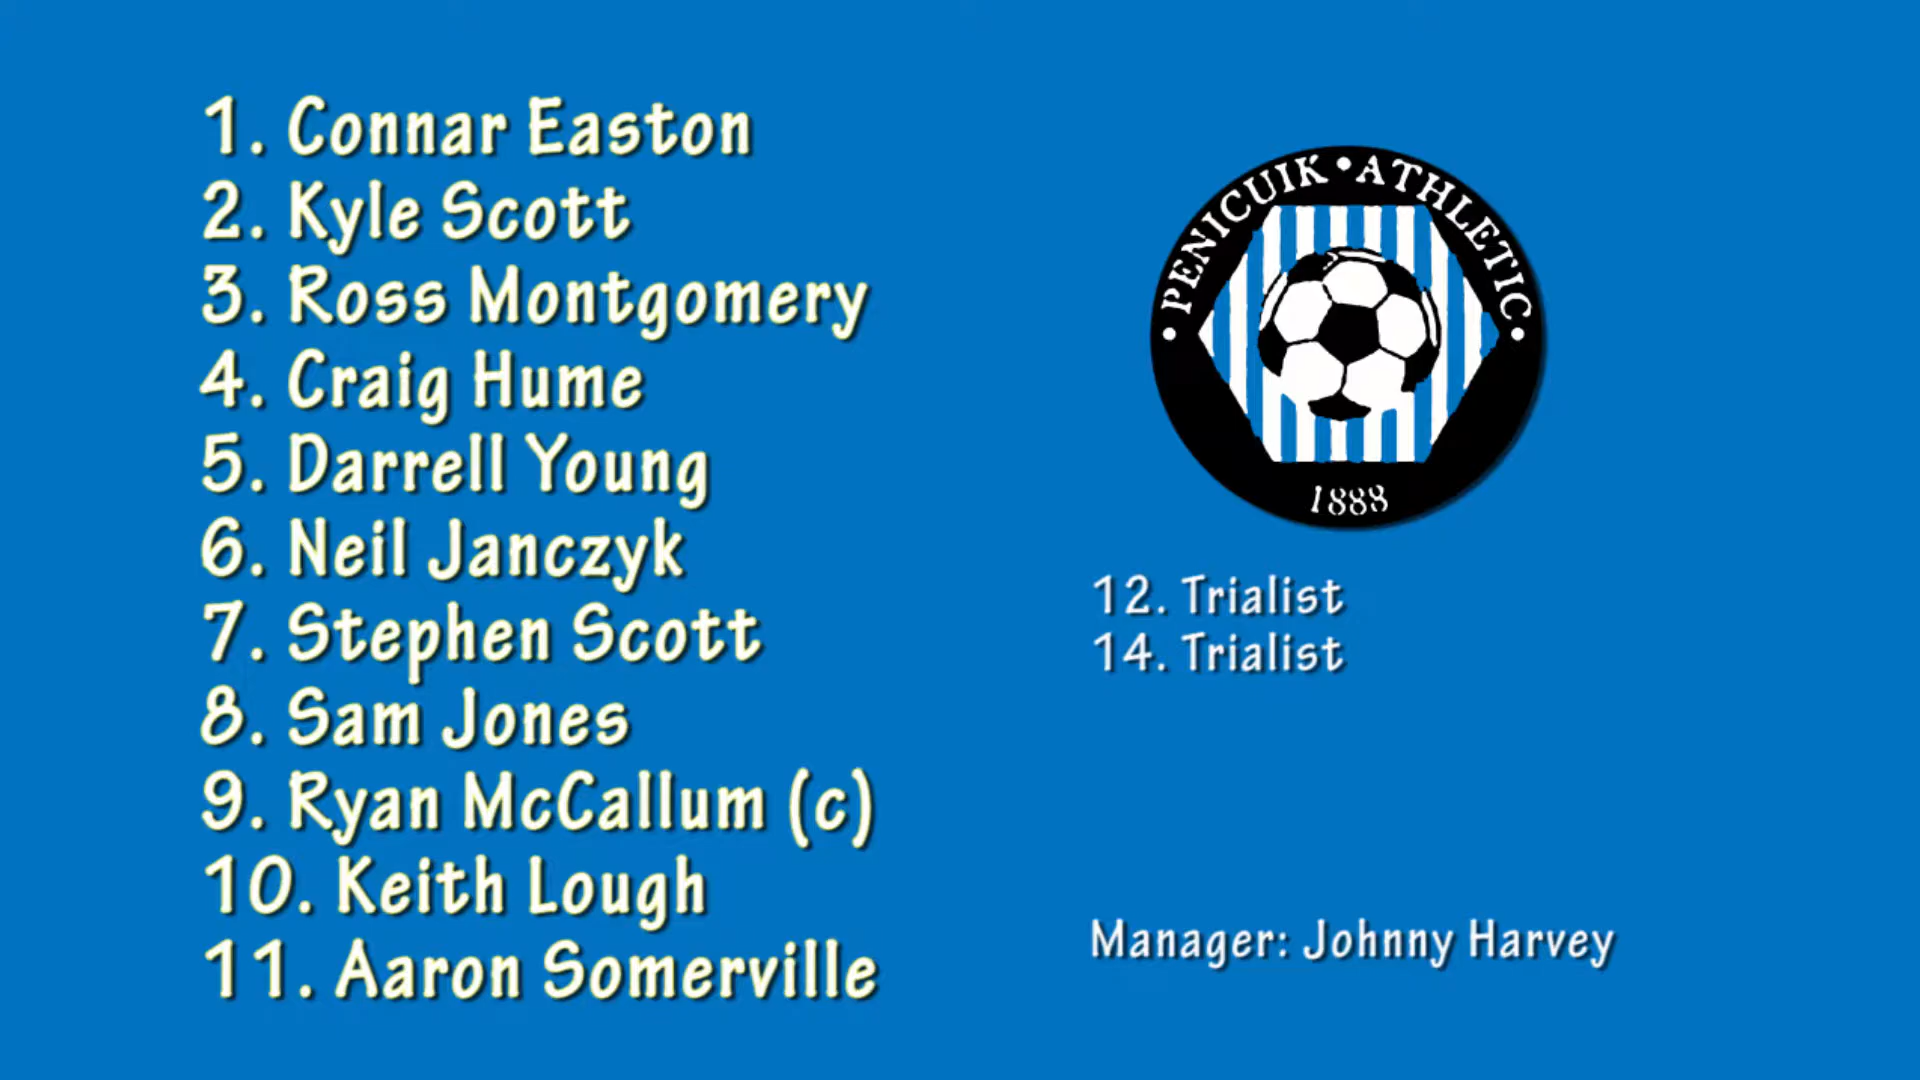 1. Connar Easton
2. Kyle Scott
3. Ross Montgomery
4. Craig Hume
5. Darrell Young
6. Neil Janczyk
7. Stephen Scott
8. Sam Jones
9. Ryan McCallum (c)
10. Keith Lough
11. Aaron Somerville
• PENICUIK • ATHLETIC •
1888
12. Trialist
14. Trialist
Manager: Johnny Harvey